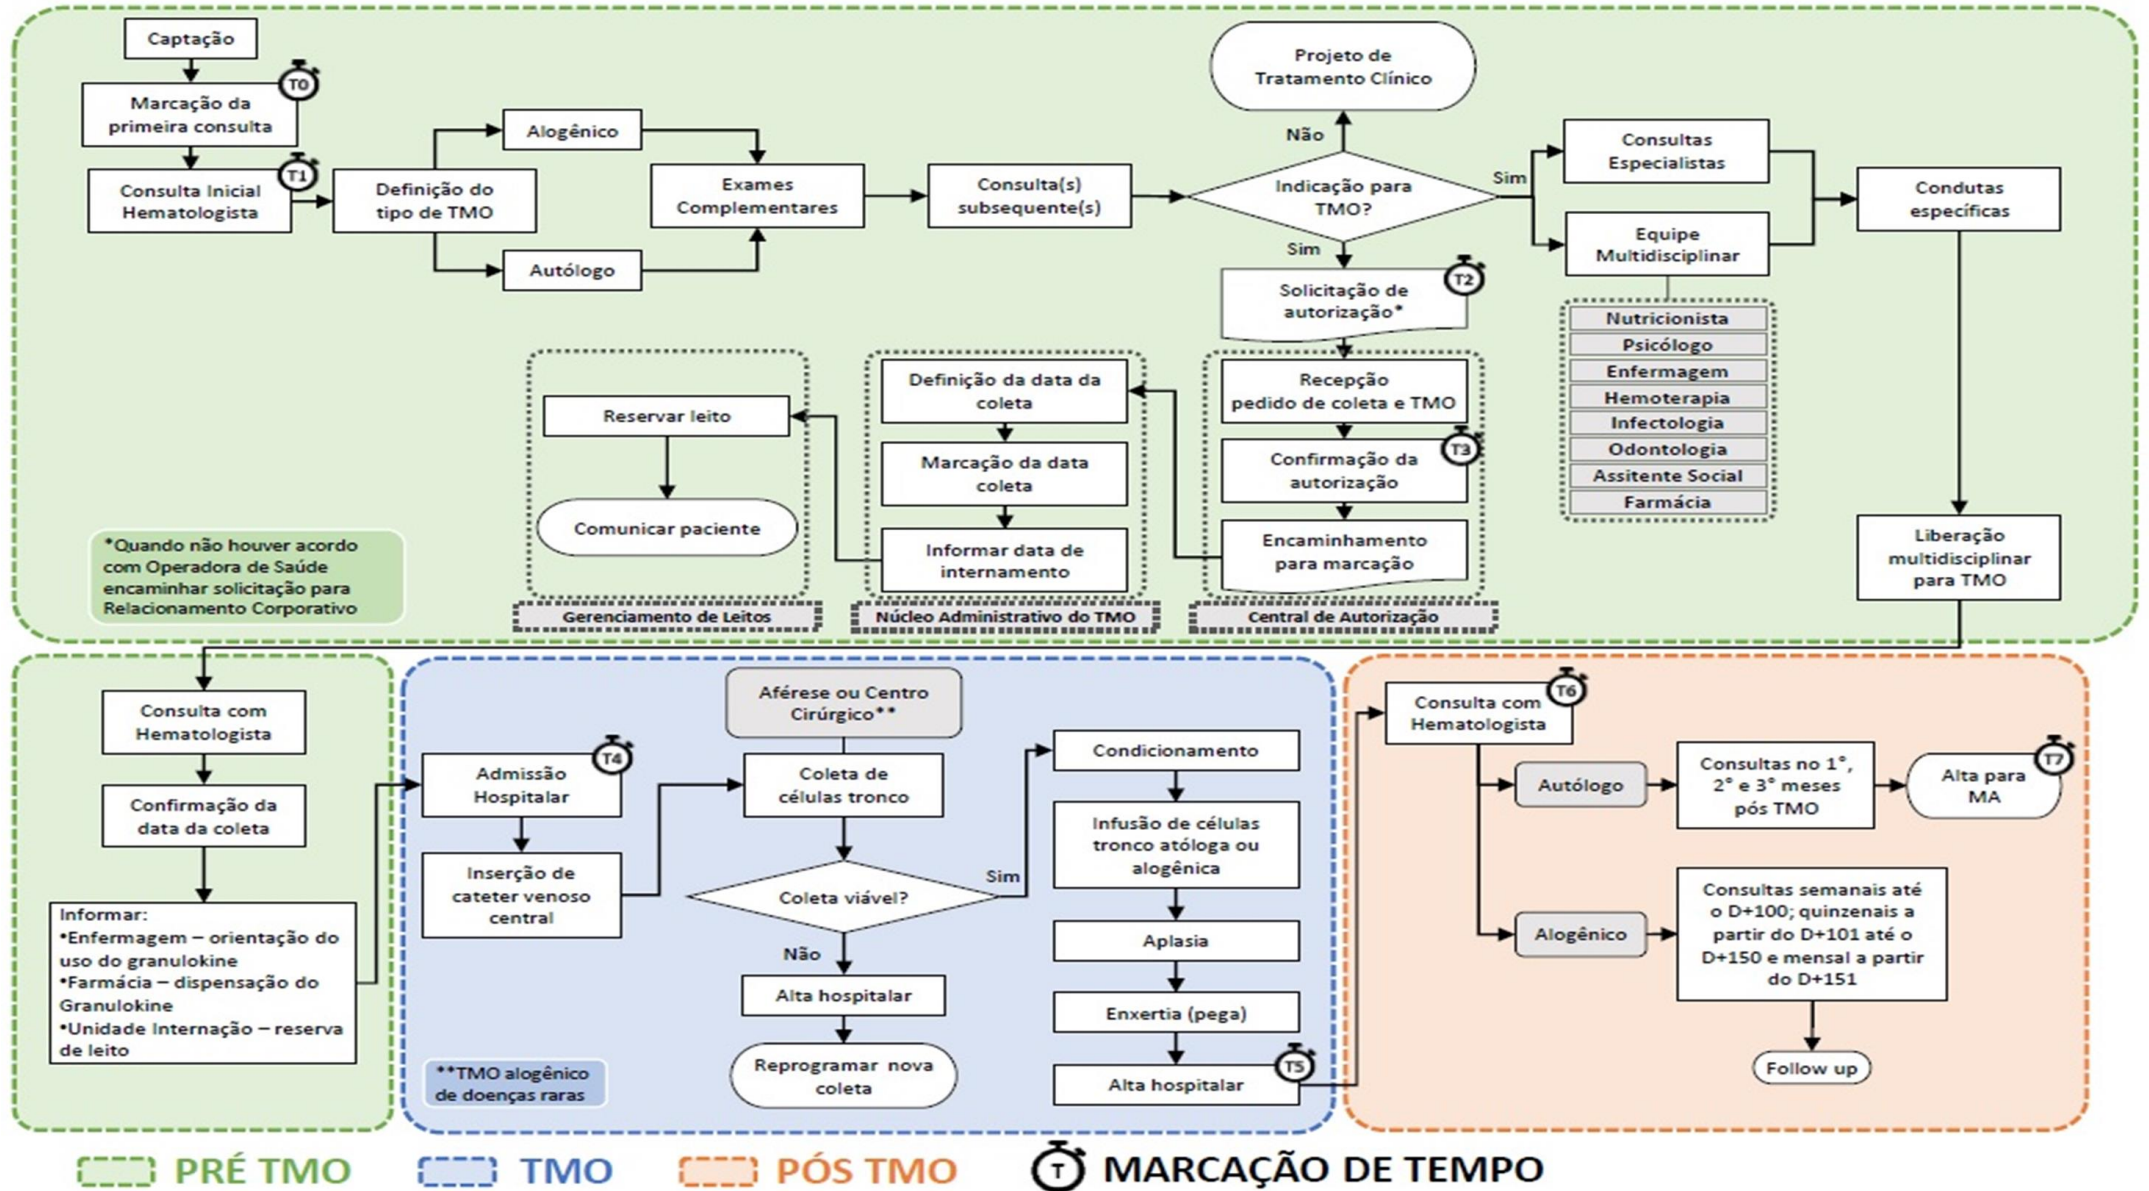 Captação
T0
Marcação da
primeira consulta
T1
Consulta Inicial
Hematologista
Definição do
tipo de TMO
Alogênico
Autólogo
Exames
Complementares
Consulta(s)
subsequente(s)
Projeto de
Tratamento Clínico
Não
Indicação para
TMO?
Sim
Sim
Consultas
Especialistas
Equipe
Multidisciplinar
Nutricionista
Psicólogo
Enfermagem
Hemoterapia
Infectologia
Odontologia
Assitente Social
Farmácia
Condutas
específicas
Liberação
multidisciplinar
para TMO
T2
Solicitação de
autorização*
Recepção
pedido de coleta e TMO
T3
Confirmação da
autorização
Encaminhamento
para marcação
Central de Autorização
Definição da data da
coleta
Marcação da data
coleta
Informar data de
internamento
Núcleo Administrativo do TMO
Reservar leito
Comunicar paciente
Gerenciamento de Leitos
*Quando não houver acordo
com Operadora de Saúde
encaminhar solicitação para
Relacionamento Corporativo
Consulta com
Hematologista
Confirmação da
data da coleta
Informar:
•Enfermagem – orientação do
uso do granulokine
•Farmácia – dispensação do
Granulokine
•Unidade Internação – reserva
de leito
T4
Admissão
Hospitalar
Inserção de
cateter venoso
central
Aférese ou Centro
Cirúrgico**
Coleta de
células tronco
Coleta viável?
Sim
Não
Alta hospitalar
Reprogramar nova
coleta
**TMO alogênico
de doenças raras
Condicionamento
Infusão de células
tronco atóloga ou
alogênica
Aplasia
Enxertia (pega)
T5
Alta hospitalar
T6
Consulta com
Hematologista
Autólogo
Consultas no 1°,
2° e 3° meses
pós TMO
T7
Alta para
MA
Alogênico
Consultas semanais até
o D+100; quinzenais a
partir do D+101 até o
D+150 e mensal a partir
do D+151
Follow up
PRÉ TMO
TMO
PÓS TMO
T
MARCAÇÃO DE TEMPO